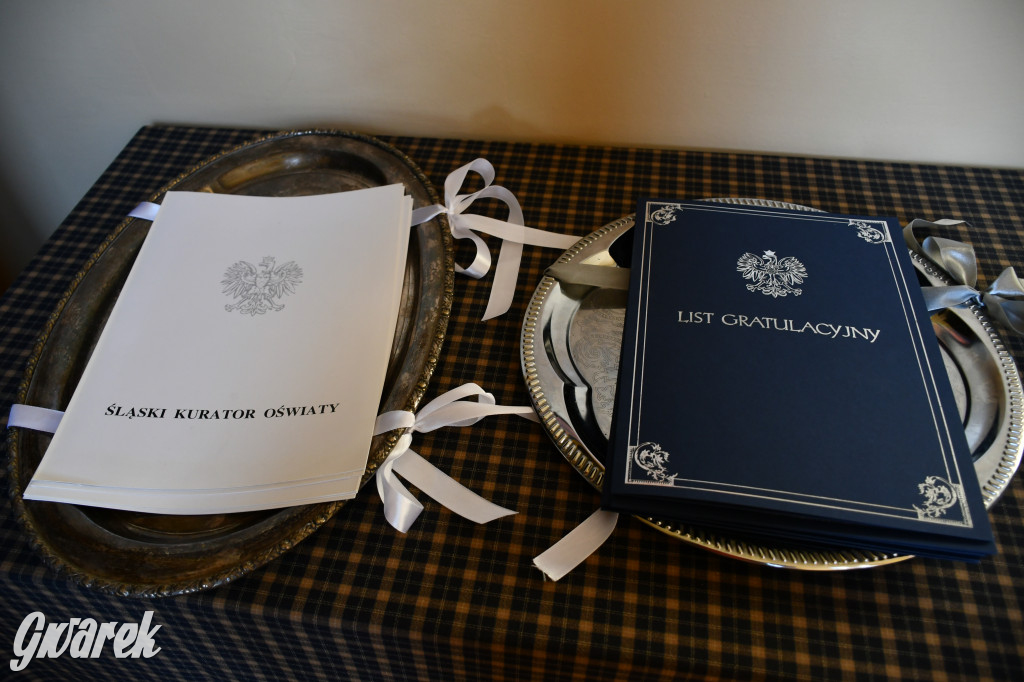 ŚLĄSKI KURATOR OŚWIATY
LIST GRATULACYJNY
Gwarek